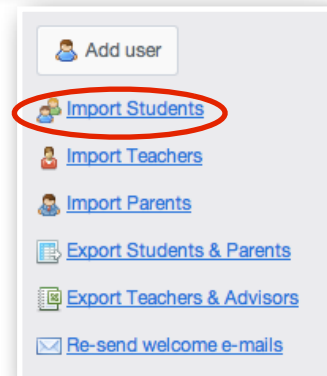 Add user
Import Students
Import Teachers
Import Parents
Export Students & Parents
Export Teachers & Advisors
Re-send welcome e-mails